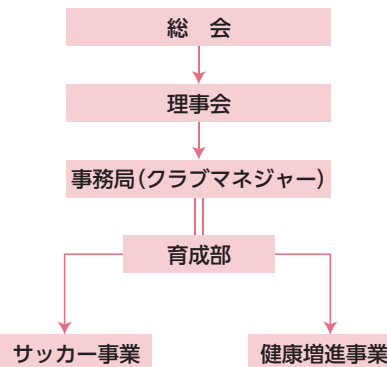 総　会
理事会
事務局(クラブマネジャー)
育成部
サッカー事業
健康増進事業